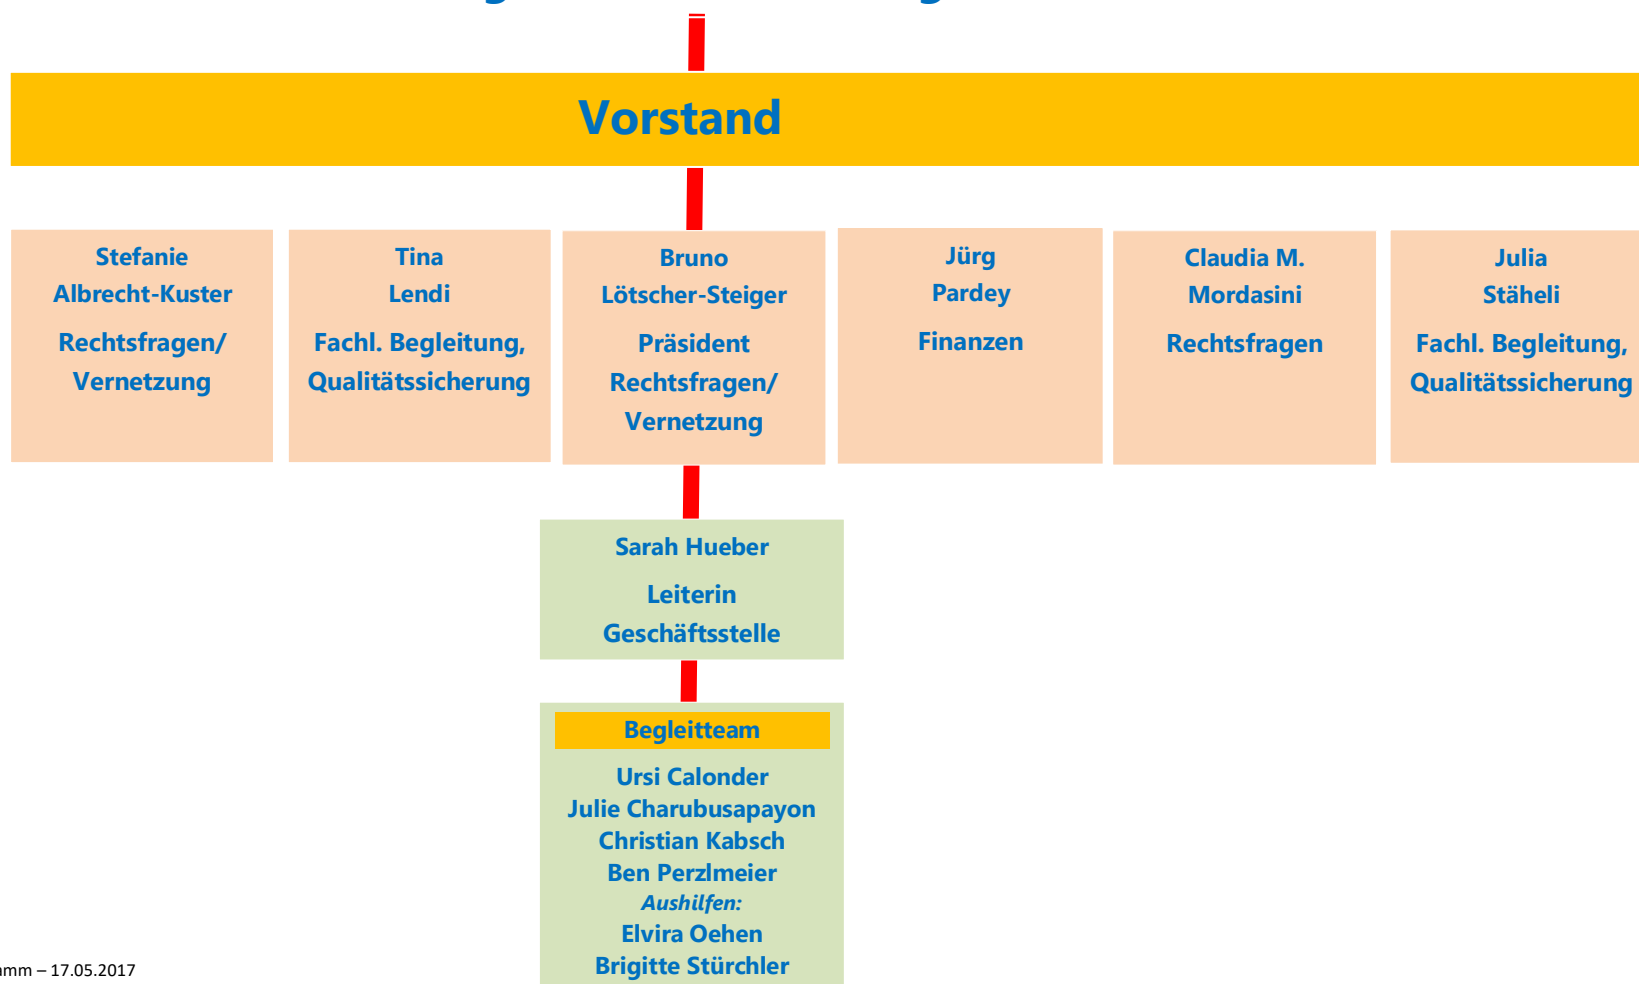 Vorstand
Stefanie
Albrecht-Kuster
Rechtsfragen/
Vernetzung
Tina
Lendi
Fachl. Begleitung,
Qualitätssicherung
Bruno
Lötscher-Steiger
Präsident
Rechtsfragen/
Vernetzung
Jürg
Pardey
Finanzen
Claudia M.
Mordasini
Rechtsfragen
Julia
Stäheli
Fachl. Begleitung,
Qualitätssicherung
Sarah Hueber
Leiterin
Geschäftsstelle
Begleitteam
Ursi Calonder
Julie Charubusapayon
Christian Kabsch
Ben Perzlmeier
Aushilfen:
Elvira Oehen
Brigitte Stürchler
– 17.05.2017